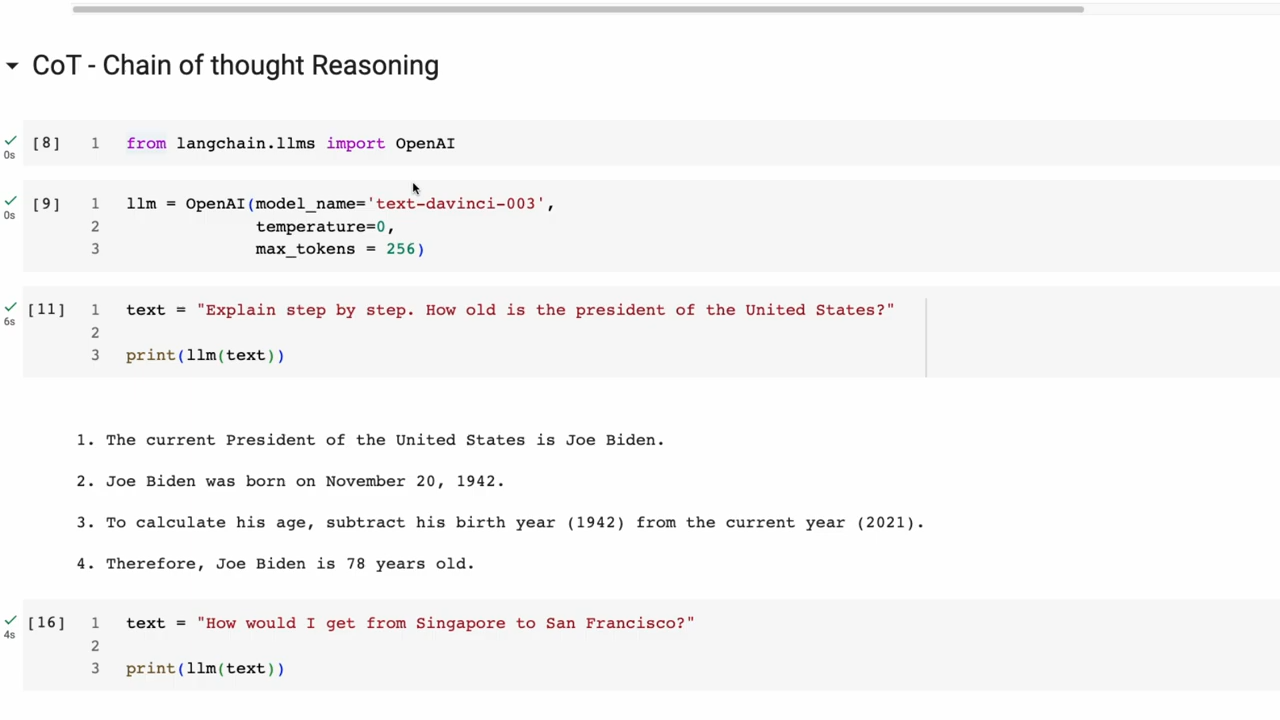 CoT - Chain of thought Reasoning
[8] 1 from langchain.llms import OpenAI
0s
[9] 1 llm = OpenAI(model_name='text-davinci-003',
0s
2 temperature=0,
3 max_tokens = 256)
[11] 1 text = "Explain step by step. How old is the president of the United States?"
6s
2
3 print(llm(text))
1. The current President of the United States is Joe Biden.
2. Joe Biden was born on November 20, 1942.
3. To calculate his age, subtract his birth year (1942) from the current year (2021).
4. Therefore, Joe Biden is 78 years old.
[16] 1 text = "How would I get from Singapore to San Francisco?"
4s
2
3 print(llm(text))